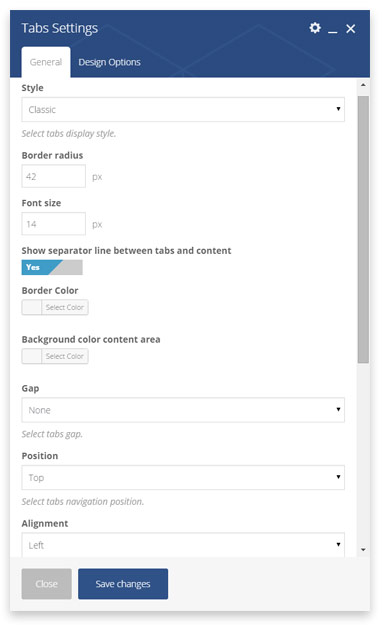 Tabs Settings
General
Design Options
Style
Classic
Select tabs display style.
Border radius
42 px
Font size
14 px
Show separator line between tabs and content
Yes
Border Color
Select Color
Background color content area
Select Color
Gap
None
Select tabs gap.
Position
Top
Select tabs navigation position.
Alignment
Left
Close
Save changes